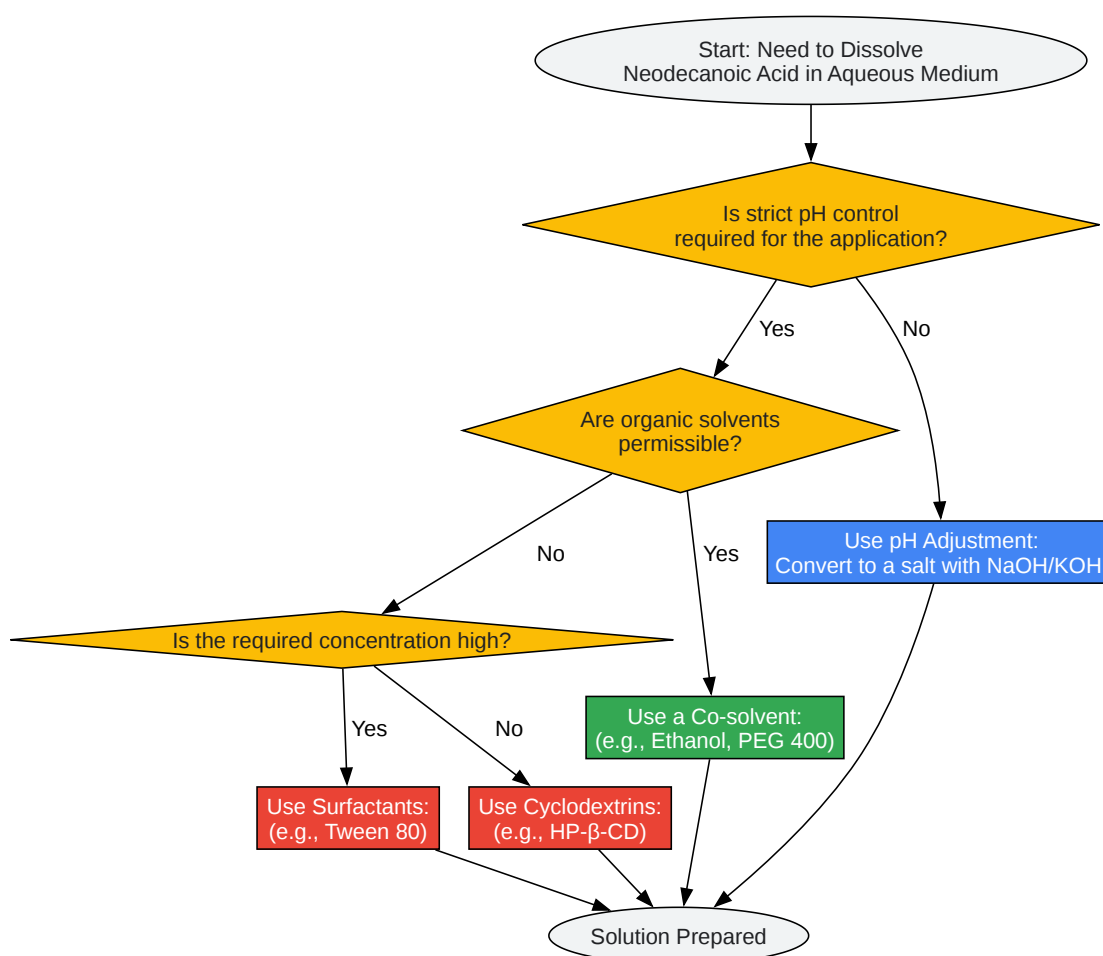 Start: Need to Dissolve
Neodecanoic Acid in Aqueous Medium
Is strict pH control
required for the application?
Yes
No
Are organic solvents
permissible?
No
Yes
Use pH Adjustment:
Convert to a salt with NaOH/KOH
Is the required concentration high?
Yes
No
Use a Co-solvent:
(e.g., Ethanol, PEG 400)
Use Surfactants:
(e.g., Tween 80)
Use Cyclodextrins:
(e.g., HP-β-CD)
Solution Prepared